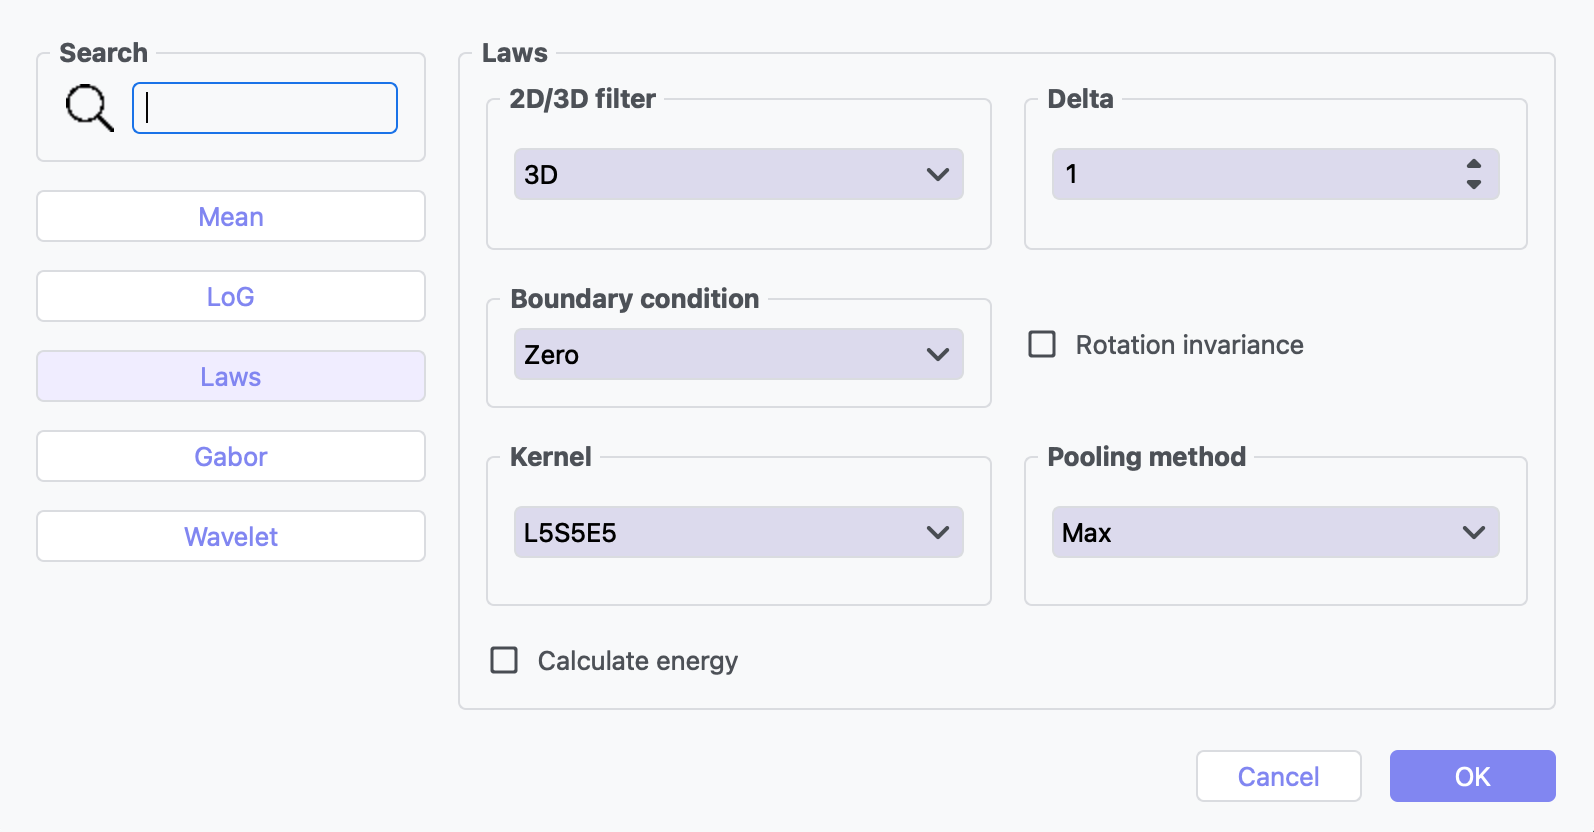 Search
Mean
LoG
Laws
Gabor
Wavelet
Laws
2D/3D filter
3D
Delta
1
Boundary condition
Zero
Rotation invariance
Kernel
L5S5E5
Pooling method
Max
Calculate energy
Cancel
OK